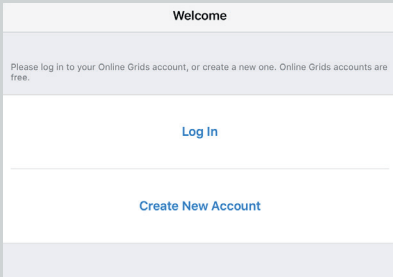 Welcome
Please log in to your Online Grids account, or create a new one. Online Grids accounts are
free.
Log In
Create New Account